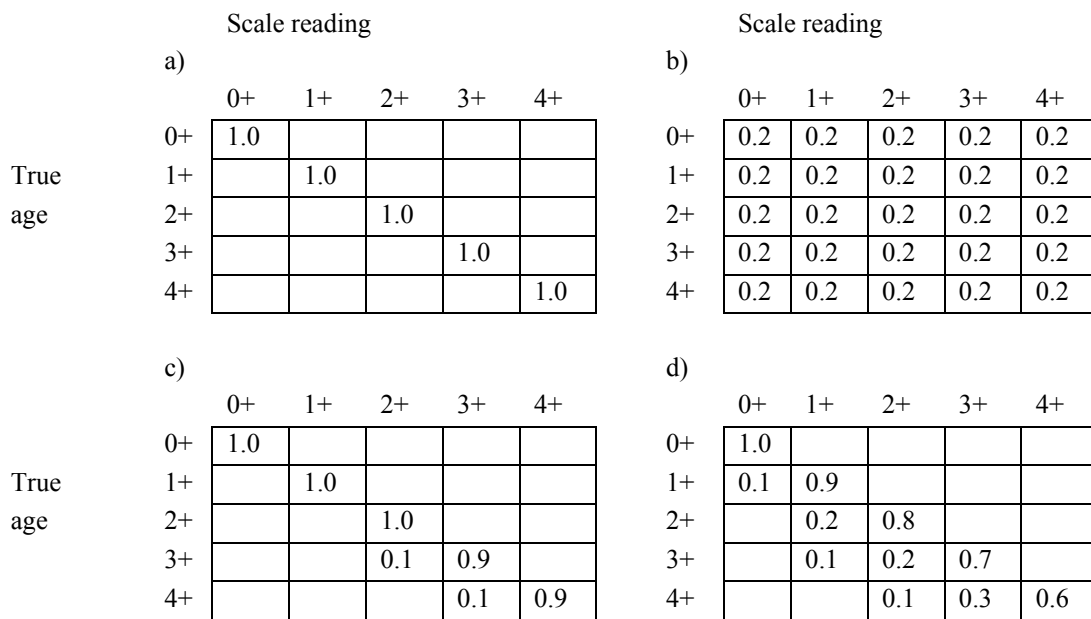 Scale reading Scale reading
a) b)
0+ 1+ 2+ 3+ 4+ 0+ 1+ 2+ 3+ 4+
0+ 1.0 0+ 0.2 0.2 0.2 0.2 0.2
True 1+ 1.0 1+ 0.2 0.2 0.2 0.2 0.2
age 2+ 1.0 2+ 0.2 0.2 0.2 0.2 0.2
3+ 1.0 3+ 0.2 0.2 0.2 0.2 0.2
4+ 1.0 4+ 0.2 0.2 0.2 0.2 0.2
c) d)
0+ 1+ 2+ 3+ 4+ 0+ 1+ 2+ 3+ 4+
0+ 1.0 0+ 1.0
True 1+ 1.0 1+ 0.1 0.9
age 2+ 1.0 2+ 0.2 0.8
3+ 0.1 0.9 3+ 0.1 0.2 0.7
4+ 0.1 0.9 4+ 0.1 0.3 0.6